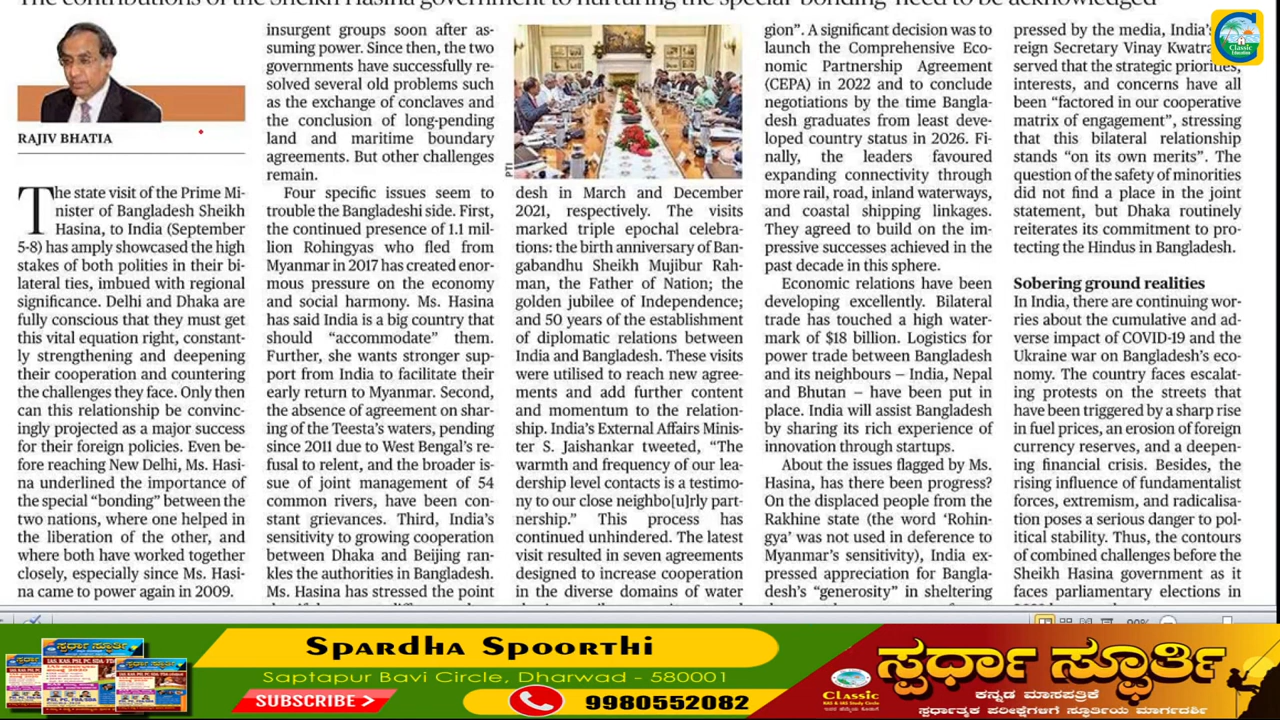 The contributions of the Sheikh Hasina government to nurturing the special 'bonding' need to be acknowledged
RAJIV BHATIA
The state visit of the Prime Mi-
nister of Bangladesh Sheikh
Hasina, to India (September
5-8) has amply showcased the high
stakes of both polities in their bi-
lateral ties, imbued with regional
significance. Delhi and Dhaka are
fully conscious that they must get
this vital equation right, constant-
ly strengthening and deepening
their cooperation and countering
the challenges they face. Only then
can this relationship be convinc-
ingly projected as a major success
for their foreign policies. Even be-
fore reaching New Delhi, Ms. Hasi-
na underlined the importance of
the special “bonding” between the
two nations, where one helped in
the liberation of the other, and
where both have worked together
closely, especially since Ms. Hasi-
na came to power again in 2009.
insurgent groups soon after as-
suming power. Since then, the two
governments have successfully re-
solved several old problems such
as the exchange of conclaves and
the conclusion of long-pending
land and maritime boundary
agreements. But other challenges
remain.
Four specific issues seem to
trouble the Bangladeshi side. First,
the continued presence of 1.1 mil-
lion Rohingyas who fled from
Myanmar in 2017 has created enor-
mous pressure on the economy
and social harmony. Ms. Hasina
has said India is a big country that
should “accommodate” them.
Further, she wants stronger sup-
port from India to facilitate their
early return to Myanmar. Second,
the absence of agreement on shar-
ing of the Teesta's waters, pending
since 2011 due to West Bengal's re-
fusal to relent, and the broader is-
sue of joint management of 54
common rivers, have been con-
stant grievances. Third, India's
sensitivity to growing cooperation
between Dhaka and Beijing ran-
kles the authorities in Bangladesh.
Ms. Hasina has stressed the point
PTI
desh in March and December
2021, respectively. The visits
marked triple epochal celebra-
tions: the birth anniversary of Ban-
gabandhu Sheikh Mujibur Rah-
man, the Father of Nation; the
golden jubilee of Independence;
and 50 years of the establishment
of diplomatic relations between
India and Bangladesh. These visits
were utilised to reach new agree-
ments and add further content
and momentum to the relation-
ship. India's External Affairs Minis-
ter S. Jaishankar tweeted, “The
warmth and frequency of our lea-
dership level contacts is a testimo-
ny to our close neighbo[u]rly part-
nership.” This process has
continued unhindered. The latest
visit resulted in seven agreements
designed to increase cooperation
in the diverse domains of water
gion”. A significant decision was to
launch the Comprehensive Eco-
nomic Partnership Agreement
(CEPA) in 2022 and to conclude
negotiations by the time Bangla-
desh graduates from least deve-
loped country status in 2026. Fi-
nally, the leaders favoured
expanding connectivity through
more rail, road, inland waterways,
and coastal shipping linkages.
They agreed to build on the im-
pressive successes achieved in the
past decade in this sphere.
Economic relations have been
developing excellently. Bilateral
trade has touched a high water-
mark of $18 billion. Logistics for
power trade between Bangladesh
and its neighbours – India, Nepal
and Bhutan – have been put in
place. India will assist Bangladesh
by sharing its rich experience of
innovation through startups.
About the issues flagged by Ms.
Hasina, has there been progress?
On the displaced people from the
Rakhine state (the word ‘Rohin-
gya’ was not used in deference to
Myanmar's sensitivity), India ex-
pressed appreciation for Bangla-
desh's “generosity” in sheltering
pressed by the media, India's
reign Secretary Vinay Kwatra
served that the strategic priorities,
interests, and concerns have all
been “factored in our cooperative
matrix of engagement”, stressing
that this bilateral relationship
stands “on its own merits”. The
question of the safety of minorities
did not find a place in the joint
statement, but Dhaka routinely
reiterates its commitment to pro-
tecting the Hindus in Bangladesh.
Sobering ground realities
In India, there are continuing wor-
ries about the cumulative and ad-
verse impact of COVID-19 and the
Ukraine war on Bangladesh's eco-
nomy. The country faces escalat-
ing protests on the streets that
have been triggered by a sharp rise
in fuel prices, an erosion of foreign
currency reserves, and a deepen-
ing financial crisis. Besides, the
rising influence of fundamentalist
forces, extremism, and radicalisa-
tion poses a serious danger to pol-
itical stability. Thus, the contours
of combined challenges before the
Sheikh Hasina government as it
faces parliamentary elections in
Classic
Education
SPARDHA SPOORTHI
Saptapur Bavi Circle, Dharwad - 580001
SUBSCRIBE
9980552082
Classic
KAS & IAS Study Circle
ಸ್ಪರ್ಧಾ ಸ್ಫೂರ್ತಿ
ಕನ್ನಡ ಮಾಸಪತ್ರಿಕೆ
ಸ್ಪರ್ಧಾತ್ಮಕ ಪರೀಕ್ಷೆಗಳಿಗೆ ಸ್ಫೂರ್ತಿಯ ಮಾರ್ಗದರ್ಶಿ